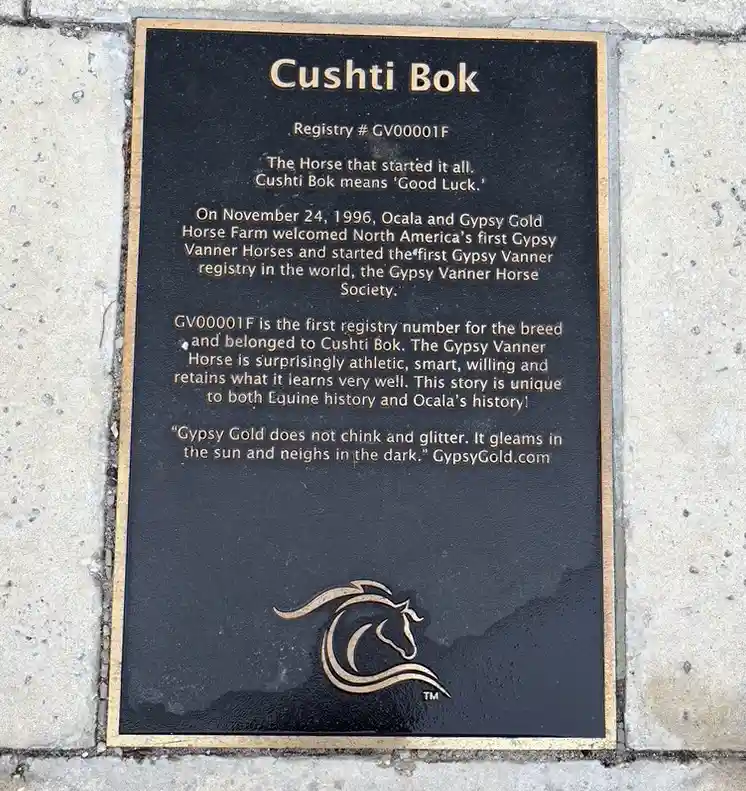 Cushti Bok
Registry # GV00001F
The Horse that started it all.
Cushti Bok means 'Good Luck.'
On November 24, 1996, Ocala and Gypsy Gold
Horse Farm welcomed North America's first Gypsy
Vanner Horses and started the first Gypsy Vanner
registry in the world, the Gypsy Vanner Horse
Society.
GV00001F is the first registry number for the breed
and belonged to Cushti Bok. The Gypsy Vanner
Horse is surprisingly athletic, smart, willing and
retains what it learns very well. This story is unique
to both Equine history and Ocala's history!
"Gypsy Gold does not chink and glitter. It gleams in
the sun and neighs in the dark." GypsyGold.com
TM